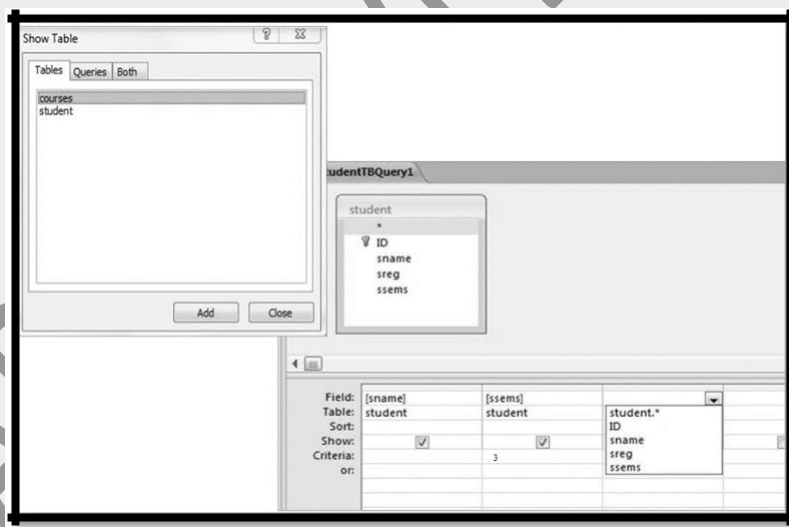 Show Table
Tables Queries Both
courses
student
Add Close
tudentTBQuery1
student
*
ID
sname
sreg
ssems
Field: [sname] [ssems]
Table: student student
Sort:
Show:
Criteria: 3
or:
student.*
ID
sname
sreg
ssems